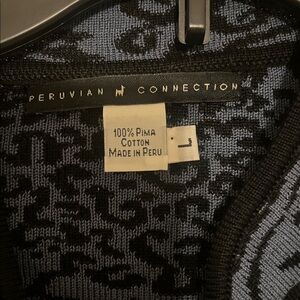 PERUVIAN CONNECTION
100% PIMA
COTTON
MADE IN PERU
L